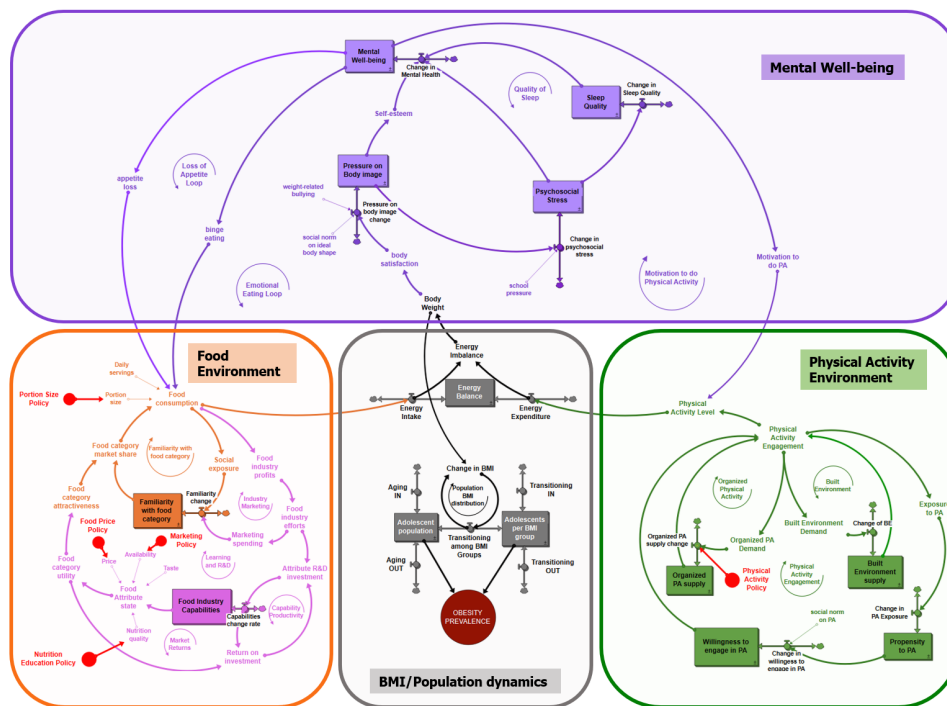 Mental Well-being
Mental
Well-being
Change in
Mental Health
Quality of
Sleep
Sleep
Quality
Change in
Sleep Quality
Self-esteem
Loss of
Appetite
Loop
appetite
loss
Pressure on
Body image
weight-related
bullying
Pressure on
body image
change
social norm
on ideal
body shape
Psychosocial
Stress
binge
eating
body
satisfaction
Change in
psychosocial
stress
school
pressure
Motivation to
do PA
Motivation to do
Physical Activity
Emotional
Eating Loop
Body
Weight
Food
Environment
Daily
servings
Portion Size
Policy
Portion
size
Food
consumption
Food category
market share
Familiarity with
food category
Social
exposure
Food
industry
profits
Food
category
attractiveness
Familiarity
with food
category
Familiarity
change
Industry
Marketing
Food
industry
efforts
Food Price
Policy
Marketing
Policy
Marketing
spending
Price
Availability
Learning
and R&D
Food
category
utility
Taste
Attribute R&D
investment
Food
Attribute
state
Food Industry
Capabilities
Capabilities
change rate
Capability
Productivity
Nutrition
quality
Market
Returns
Return on
investment
Nutrition
Education Policy
Energy
Imbalance
Energy
Balance
Energy
Intake
Energy
Expenditure
Change in BMI
Aging
IN
Population
BMI
distribution
Transitioning
IN
Adolescent
population
Adolescents per
BMI
group
Transitioning
among BMI
Groups
Aging
OUT
Transitioning
OUT
OBESITY
PREVALENCE
BMI/Population dynamics
Physical Activity
Environment
Physical
Activity Level
Physical
Activity
Engagement
Organized
Physical
Activity
Built
Environment
Exposure
to PA
Organized PA
supply change
Organized PA
Demand
Built Environment
Demand
Change of BE
Organized
PA supply
Physical
Activity
Policy
Physical
Activity
Engagement
Built
Environment
supply
Willingness to
engage in PA
social norm
on PA
Change in
willingness to
engage in PA
Change in
PA Exposure
Propensity
to PA